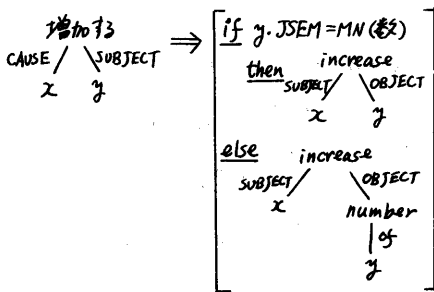 増加する ⟹ if y.JSEM=MN(数)
CAUSE SUBJECT
x y
then increase
SUBJECT OBJECT
x y
else increase
SUBJECT OBJECT
x number
of
y